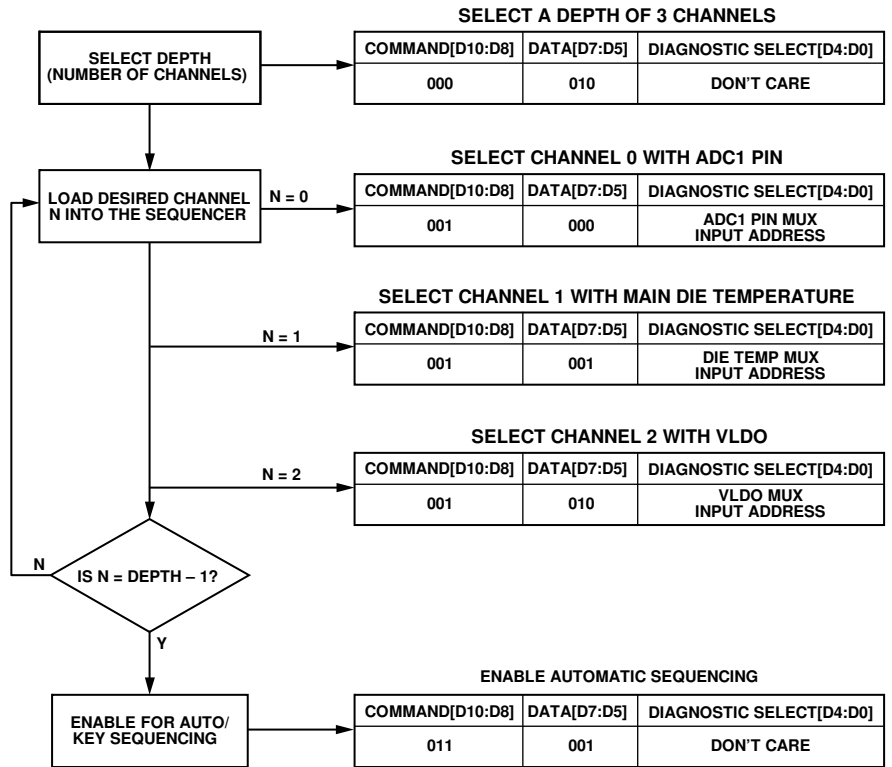 SELECT A DEPTH OF 3 CHANNELS
SELECT DEPTH
(NUMBER OF CHANNELS)
COMMAND[D10:D8] DATA[D7:D5] DIAGNOSTIC SELECT[D4:D0]
000 010 DON'T CARE
SELECT CHANNEL 0 WITH ADC1 PIN
LOAD DESIRED CHANNEL
N INTO THE SEQUENCER
N = 0
COMMAND[D10:D8] DATA[D7:D5] DIAGNOSTIC SELECT[D4:D0]
001 000 ADC1 PIN MUX
INPUT ADDRESS
SELECT CHANNEL 1 WITH MAIN DIE TEMPERATURE
N = 1
COMMAND[D10:D8] DATA[D7:D5] DIAGNOSTIC SELECT[D4:D0]
001 001 DIE TEMP MUX
INPUT ADDRESS
SELECT CHANNEL 2 WITH VLDO
N = 2
COMMAND[D10:D8] DATA[D7:D5] DIAGNOSTIC SELECT[D4:D0]
001 010 VLDO MUX
INPUT ADDRESS
N
IS N = DEPTH – 1?
Y
ENABLE AUTOMATIC SEQUENCING
ENABLE FOR AUTO/
KEY SEQUENCING
COMMAND[D10:D8] DATA[D7:D5] DIAGNOSTIC SELECT[D4:D0]
011 001 DON'T CARE